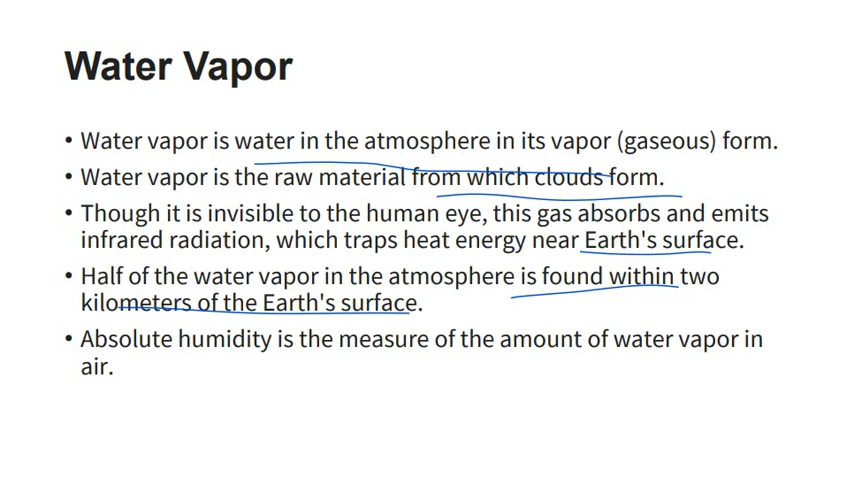 Water Vapor
• Water vapor is water in the atmosphere in its vapor (gaseous) form.
• Water vapor is the raw material from which clouds form.
• Though it is invisible to the human eye, this gas absorbs and emits
infrared radiation, which traps heat energy near Earth's surface.
• Half of the water vapor in the atmosphere is found within two
kilometers of the Earth's surface.
• Absolute humidity is the measure of the amount of water vapor in
air.